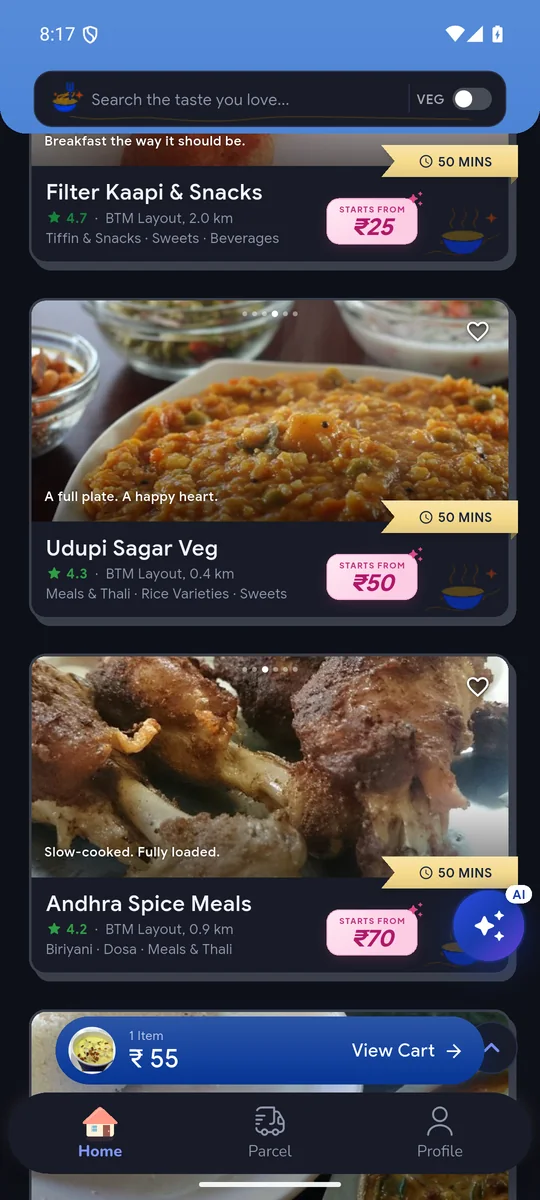 8:17
Search the taste you love...
VEG
Breakfast the way it should be.
50 MINS
Filter Kaapi & Snacks
4.7 · BTM Layout, 2.0 km
Tiffin & Snacks · Sweets · Beverages
STARTS FROM
₹25
A full plate. A happy heart.
50 MINS
Udupi Sagar Veg
4.3 · BTM Layout, 0.4 km
Meals & Thali · Rice Varieties · Sweets
STARTS FROM
₹50
Slow-cooked. Fully loaded.
50 MINS
Andhra Spice Meals
4.2 · BTM Layout, 0.9 km
Biriyani · Dosa · Meals & Thali
STARTS FROM
₹70
AI
1 Item
₹ 55
View Cart →
Home
Parcel
Profile